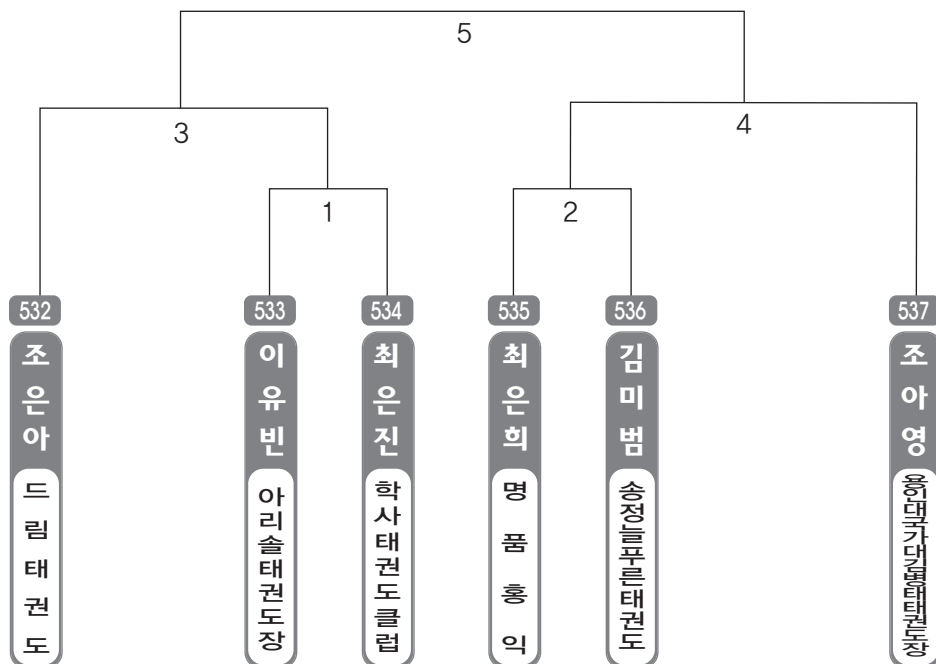 5
3
4
1
2
532
533
534
535
536
537
조은아
이유빈
최은진
최은희
김미범
조아영
드림태권도
아리솔태권도장
학사태권도클럽
명품홍익
송정늘푸른태권도
용인대국가대김병태태권도장